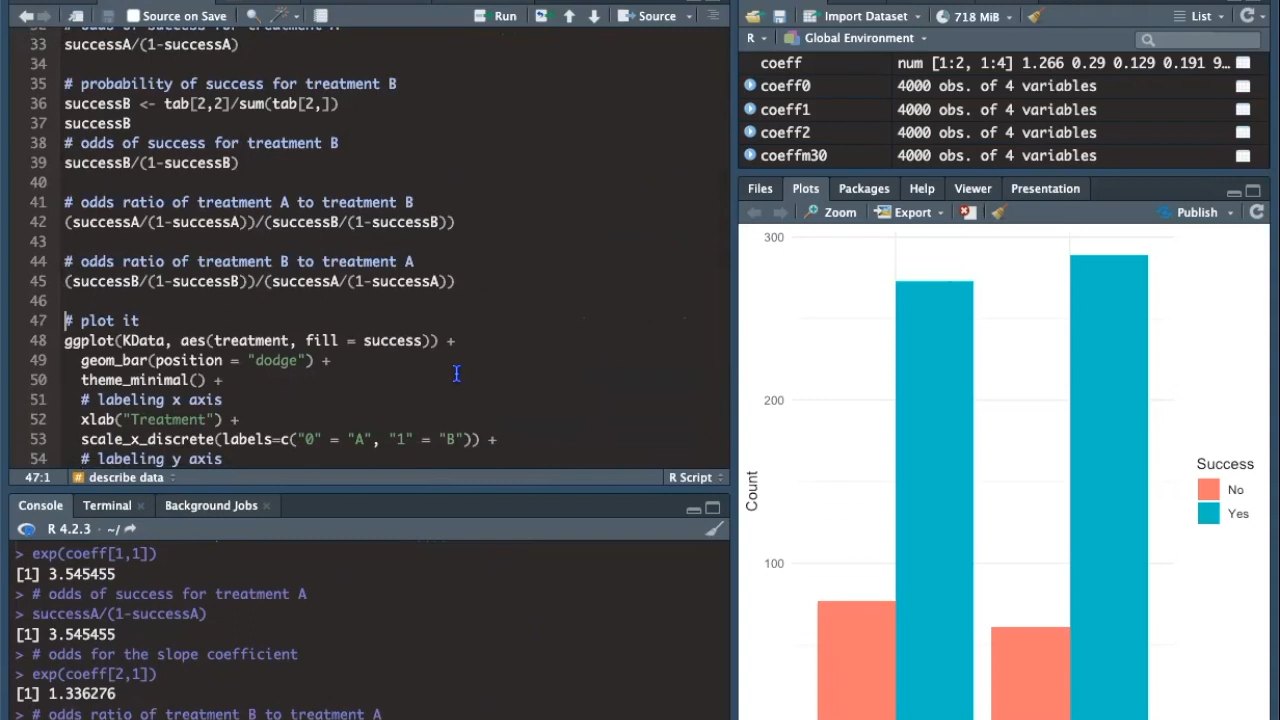 Source on Save
Run
Source
# odds of success for treatment A
33 successA/(1-successA)
34
35 # probability of success for treatment B
36 successB <- tab[2,2]/sum(tab[2,])
37 successB
38 # odds of success for treatment B
39 successB/(1-successB)
40
41 # odds ratio of treatment A to treatment B
42 (successA/(1-successA))/(successB/(1-successB))
43
44 # odds ratio of treatment B to treatment A
45 (successB/(1-successB))/(successA/(1-successA))
46
47 # plot it
48 ggplot(KData, aes(treatment, fill = success)) +
49 geom_bar(position = "dodge") +
50 theme_minimal() +
51 # labeling x axis
52 xlab("Treatment") +
53 scale_x_discrete(labels=c("0" = "A", "1" = "B")) +
54 # labeling y axis
47:1 # describe data R Script
Console Terminal Background Jobs
R 4.2.3 · ~/
> exp(coeff[1,1])
[1] 3.545455
> # odds of success for treatment A
> successA/(1-successA)
[1] 3.545455
> # odds for the slope coefficient
> exp(coeff[2,1])
[1] 1.336276
> # odds ratio of treatment B to treatment A
Import Dataset 718 MiB List
R Global Environment
coeff num [1:2, 1:4] 1.266 0.29 0.129 0.191 9…
coeff0 4000 obs. of 4 variables
coeff1 4000 obs. of 4 variables
coeff2 4000 obs. of 4 variables
coeffm30 4000 obs. of 4 variables
Files Plots Packages Help Viewer Presentation
Zoom Export Publish
300
200
100
Count
Success
No
Yes